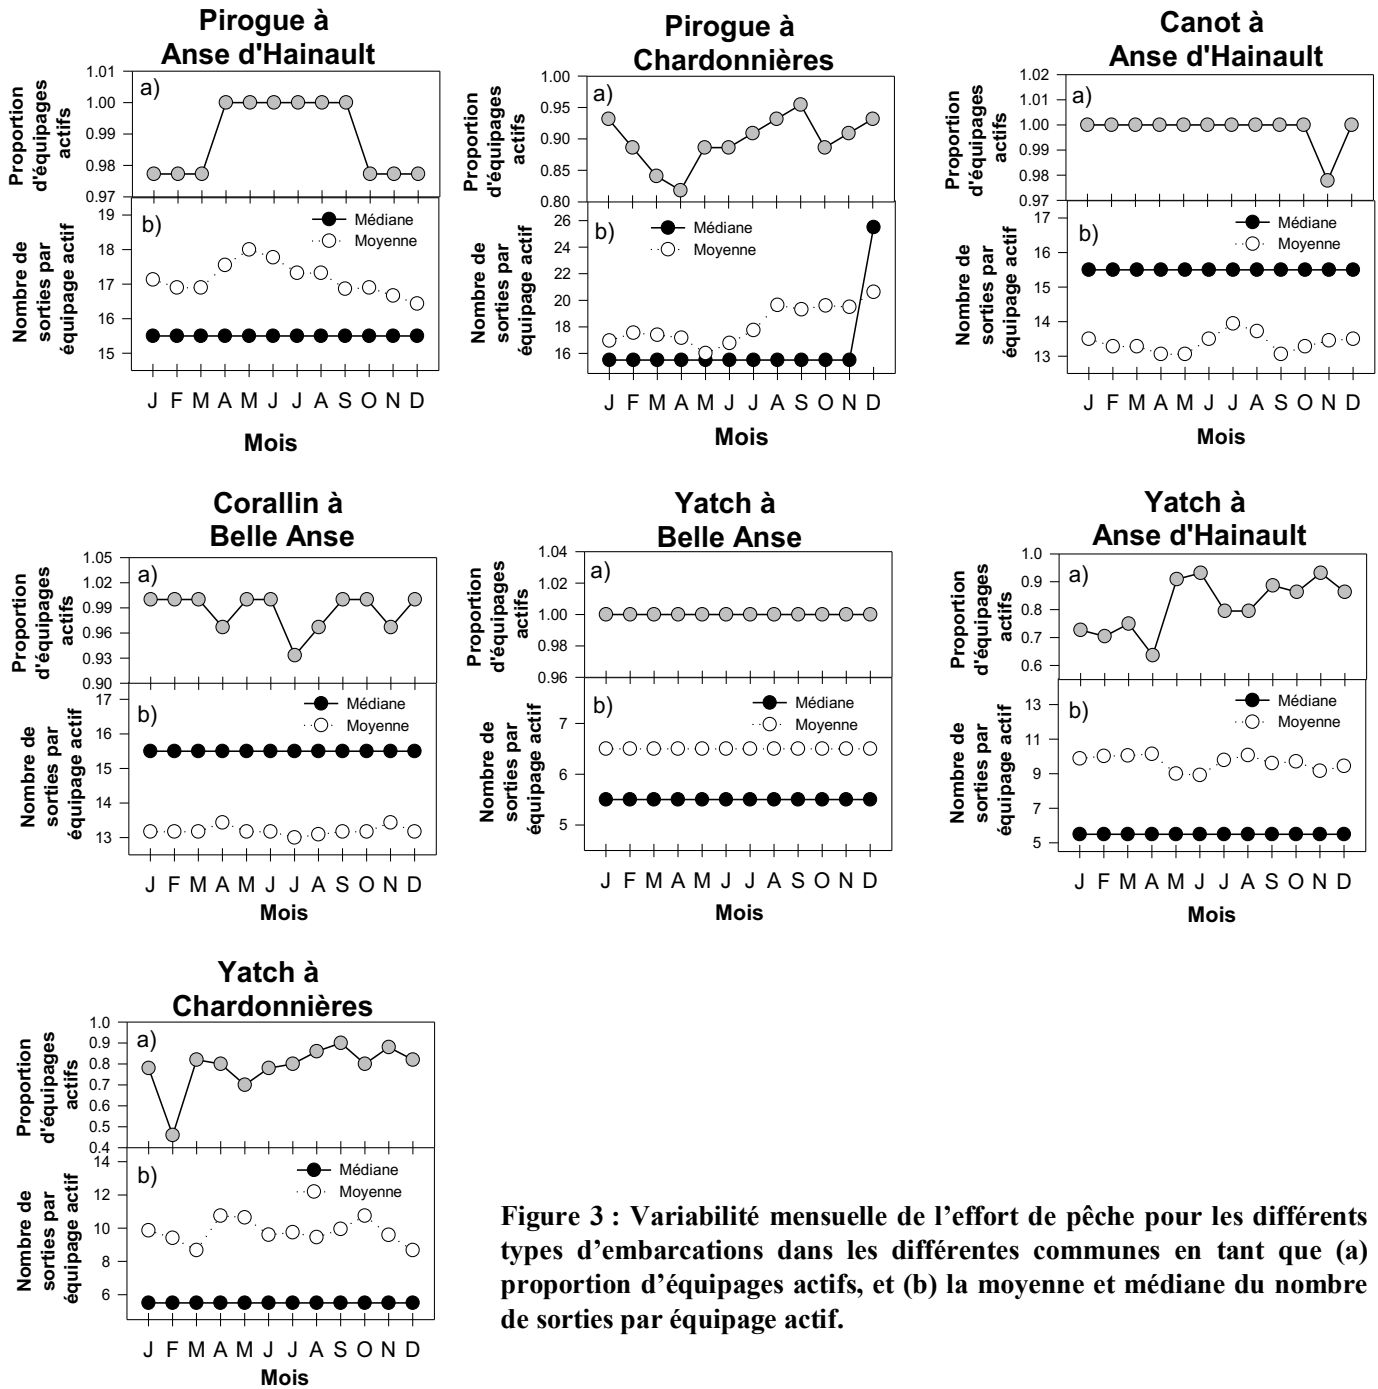 Pirogue à
Anse d'Hainault
1.01
1.00
0.99
0.98
0.97
Proportion
d'équipages
actifs
a)
19
18
17
16
15
Nombre de
sorties par
équipage actif
b)
Médiane
Moyenne
J F M A M J J A S O N D
Mois
Pirogue à
Chardonnières
1.00
0.95
0.90
0.85
0.80
Proportion
d'équipages
actifs
a)
26
24
22
20
18
16
Nombre de
sorties par
équipage actif
b)
Médiane
Moyenne
J F M A M J J A S O N D
Mois
Canot à
Anse d'Hainault
1.02
1.01
1.00
0.99
0.98
0.97
Proportion
d'équipages
actifs
a)
17
16
15
14
13
Nombre de
sorties par
équipage actif
b)
Médiane
Moyenne
J F M A M J J A S O N D
Mois
Corallin à
Belle Anse
1.05
1.02
0.99
0.96
0.93
0.90
Proportion
d'équipages
actifs
a)
17
16
15
14
13
Nombre de
sorties par
équipage actif
b)
Médiane
Moyenne
J F M A M J J A S O N D
Mois
Yatch à
Belle Anse
1.04
1.02
1.00
0.98
0.96
Proportion
d'équipages
actifs
a)
7
6
5
Nombre de
sorties par
équipage actif
b)
Médiane
Moyenne
J F M A M J J A S O N D
Mois
Yatch à
Anse d'Hainault
1.0
0.9
0.8
0.7
0.6
Proportion
d'équipages
actifs
a)
13
11
9
7
5
Nombre de
sorties par
équipage actif
b)
Médiane
Moyenne
J F M A M J J A S O N D
Mois
Yatch à
Chardonnières
1.0
0.9
0.8
0.7
0.6
0.5
0.4
Proportion
d'équipages
actifs
a)
14
12
10
8
6
Nombre de
sorties par
équipage actif
b)
Médiane
Moyenne
J F M A M J J A S O N D
Mois
Figure 3 : Variabilité mensuelle de l’effort de pêche pour les différents
types d’embarcations dans les différentes communes en tant que (a)
proportion d’équipages actifs, et (b) la moyenne et médiane du nombre
de sorties par équipage actif.